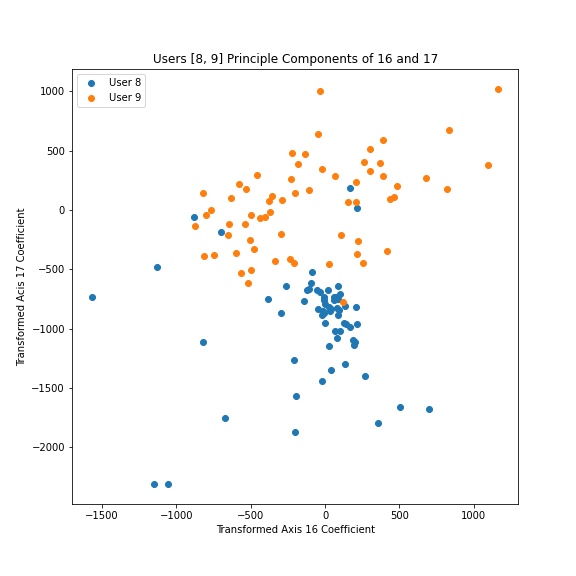 Users [8, 9] Principle Components of 16 and 17
User 8
User 9
1000
500
0
−500
−1000
−1500
−2000
Transformed Acis 17 Coefficient
−1500
−1000
−500
0
500
1000
Transformed Axis 16 Coefficient